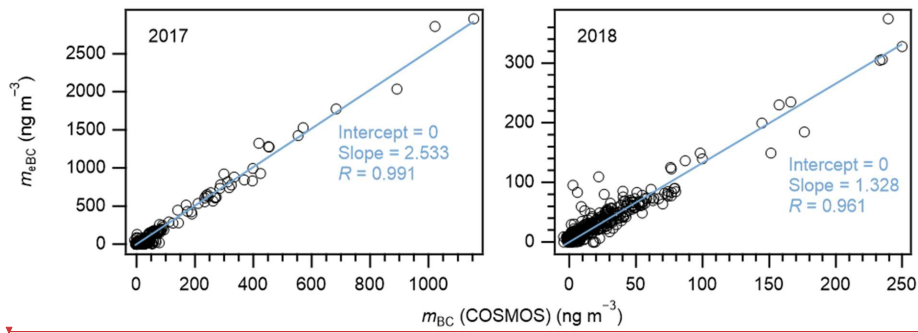 2017
2500
2000
1500
1000
500
0
m_eBC (ng m⁻³)
Intercept = 0
Slope = 2.533
R = 0.991
0 200 400 600 800 1000
2018
300
200
100
0
Intercept = 0
Slope = 1.328
R = 0.961
0 50 100 150 200 250
m_BC (COSMOS) (ng m⁻³)